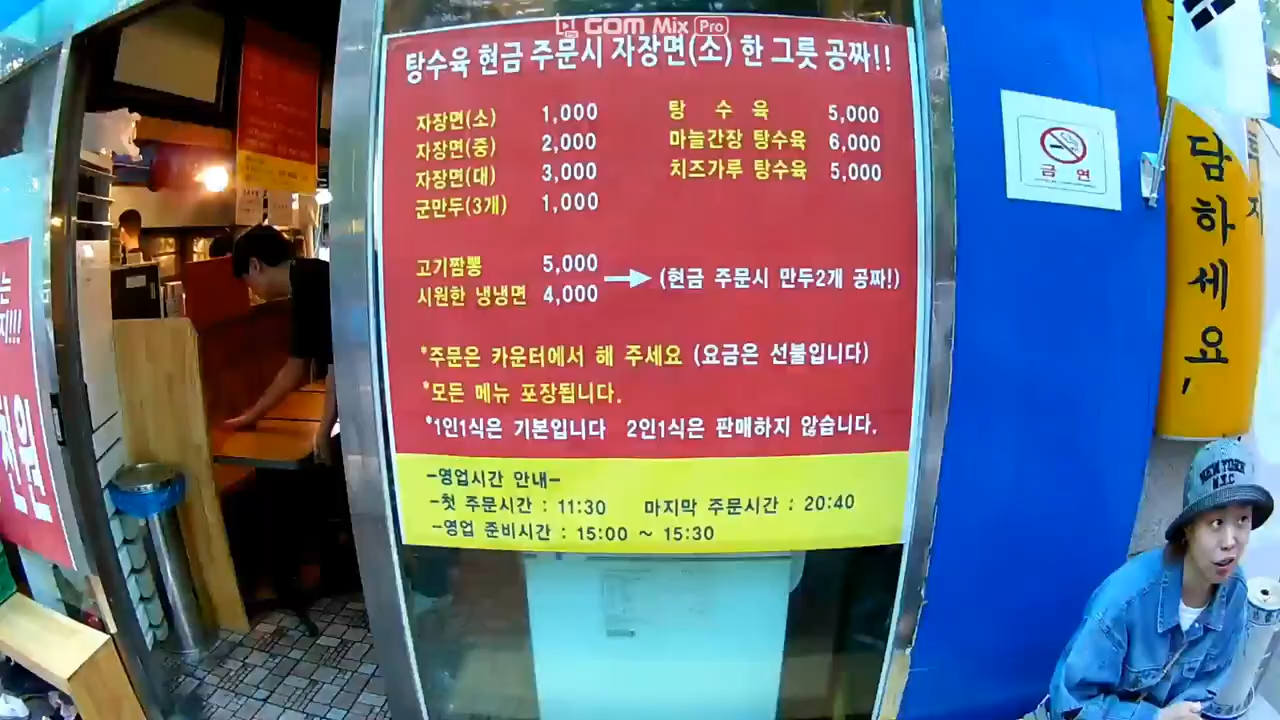 GOM Mix Pro
탕수육 현금 주문시 자장면(소) 한 그릇 공짜!!
자장면(소) 1,000
자장면(중) 2,000
자장면(대) 3,000
군만두(3개) 1,000
탕 수 육 5,000
마늘간장 탕수육 6,000
치즈가루 탕수육 5,000
고기짬뽕 5,000
시원한 냉냉면 4,000
(현금 주문시 만두2개 공짜!)
*주문은 카운터에서 해 주세요 (요금은 선불입니다)
*모든 메뉴 포장됩니다.
*1인1식은 기본입니다 2인1식은 판매하지 않습니다.
-영업시간 안내-
-첫 주문시간 : 11:30 마지막 주문시간 : 20:40
-영업 준비시간 : 15:00 ~ 15:30
금 연
담하세요,
NEW YORK
N.Y.C
천원